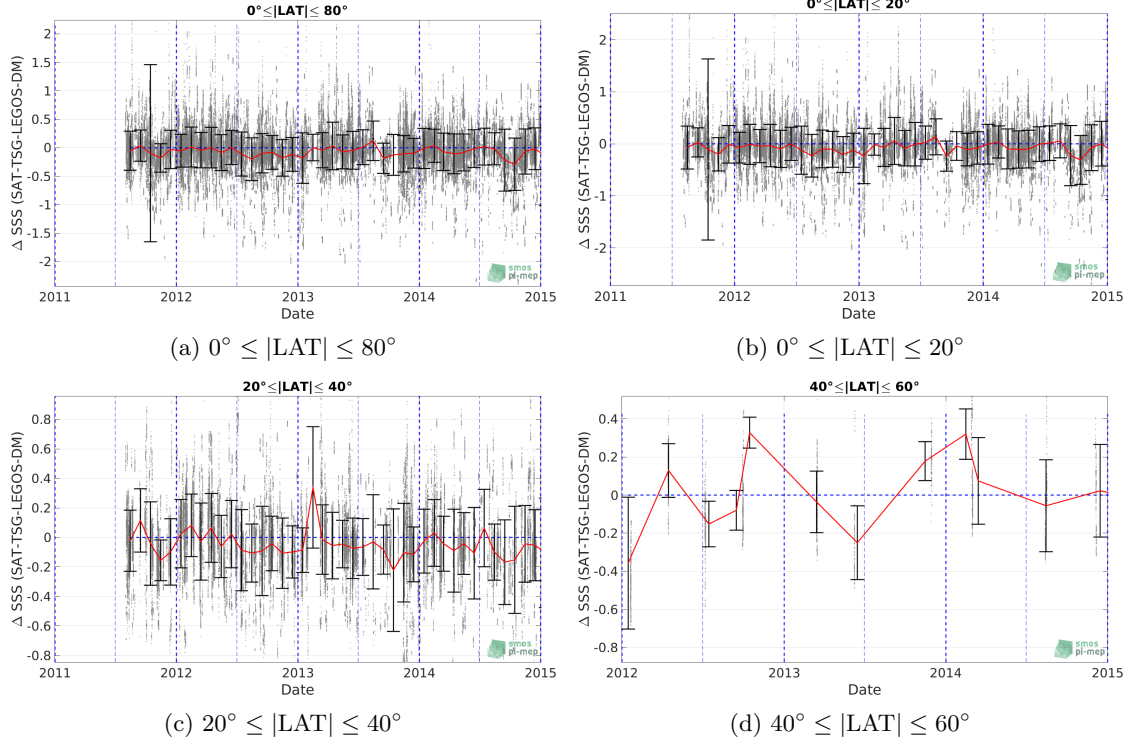 0°≤|LAT|≤ 80°
Δ SSS (SAT-TSG-LEGOS-DM)
2
1.5
1
0.5
0
-0.5
-1
-1.5
-2
smos
pi-mep
2011 2012 2013 2014 2015
Date
(a) 0° ≤ |LAT| ≤ 80°
0°≤|LAT|≤ 20°
Δ SSS (SAT-TSG-LEGOS-DM)
2
1
0
-1
-2
smos
pi-mep
2011 2012 2013 2014 2015
Date
(b) 0° ≤ |LAT| ≤ 20°
20°≤|LAT|≤ 40°
Δ SSS (SAT-TSG-LEGOS-DM)
0.8
0.6
0.4
0.2
0
-0.2
-0.4
-0.6
-0.8
smos
pi-mep
2011 2012 2013 2014 2015
Date
(c) 20° ≤ |LAT| ≤ 40°
40°≤|LAT|≤ 60°
Δ SSS (SAT-TSG-LEGOS-DM)
0.4
0.2
0
-0.2
-0.4
-0.6
-0.8
smos
pi-mep
2012 2013 2014 2015
Date
(d) 40° ≤ |LAT| ≤ 60°